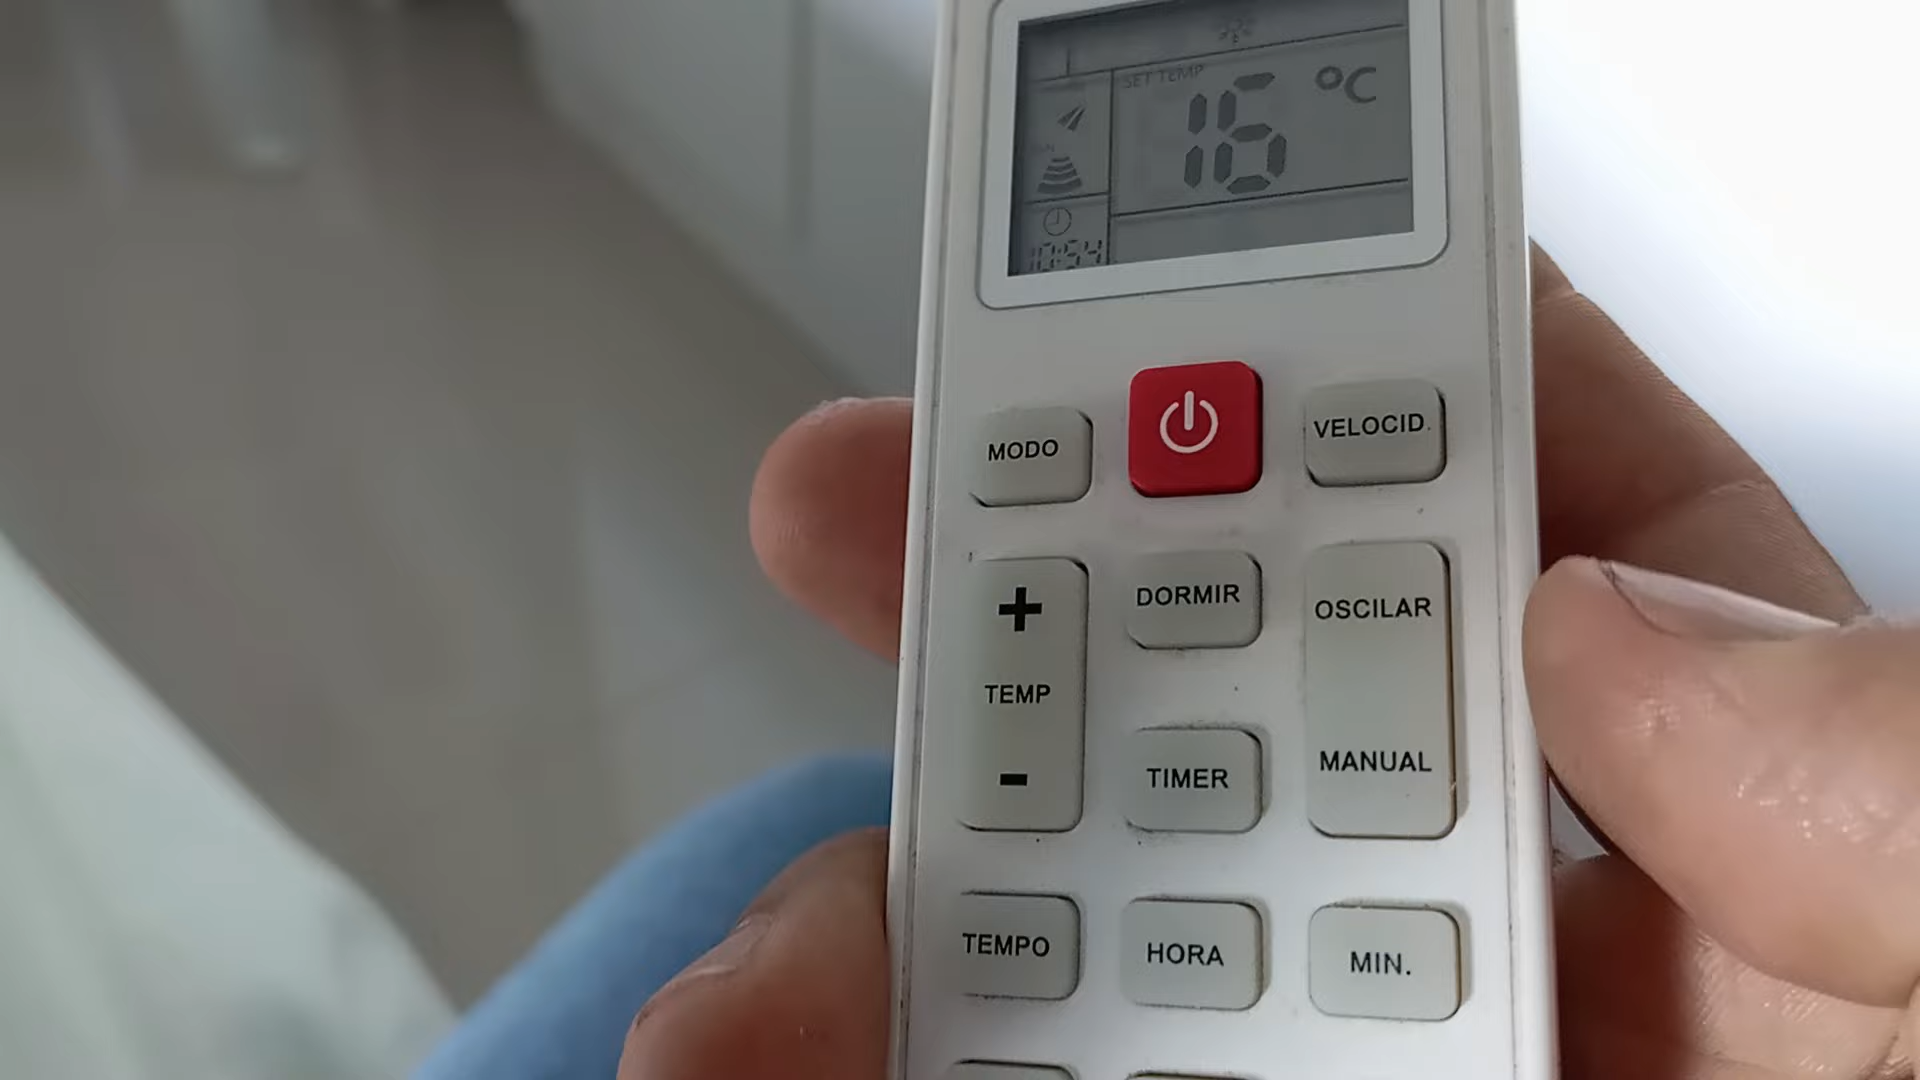 SET TEMP
16 °C
10:54
MODO
VELOCID.
+
TEMP
-
DORMIR
OSCILAR
MANUAL
TIMER
TEMPO
HORA
MIN.